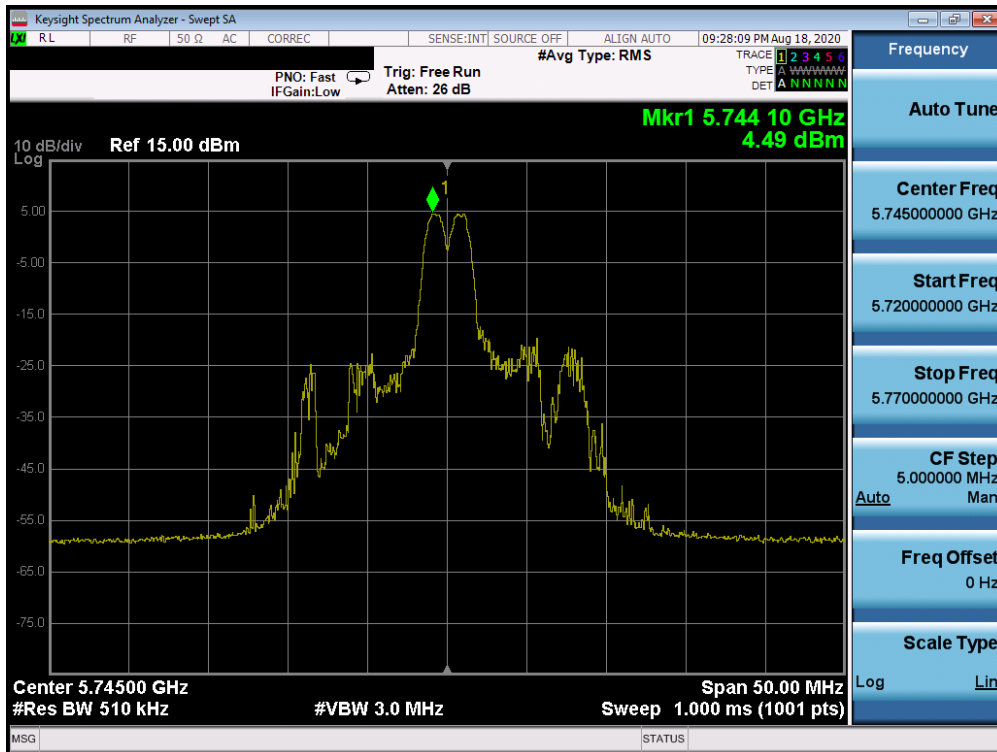 Keysight Spectrum Analyzer - Swept SA
LXI RL RF 50 Ω AC CORREC SENSE:INT SOURCE OFF ALIGN AUTO 09:28:09 PM Aug 18, 2020
#Avg Type: RMS
TRACE 1 2 3 4 5 6
PNO: Fast Trig: Free Run
TYPE A WWWWW
IFGain:Low Atten: 26 dB
DET A N N N N N
Mkr1 5.744 10 GHz
4.49 dBm
10 dB/div Ref 15.00 dBm
Log
1
5.00
-5.00
-15.0
-25.0
-35.0
-45.0
-55.0
-65.0
-75.0
Center 5.74500 GHz Span 50.00 MHz
#Res BW 510 kHz #VBW 3.0 MHz Sweep 1.000 ms (1001 pts)
MSG STATUS
Frequency
Auto Tune
Center Freq
5.745000000 GHz
Start Freq
5.720000000 GHz
Stop Freq
5.770000000 GHz
CF Step
5.000000 MHz
Auto Man
Freq Offset
0 Hz
Scale Type
Log Lin